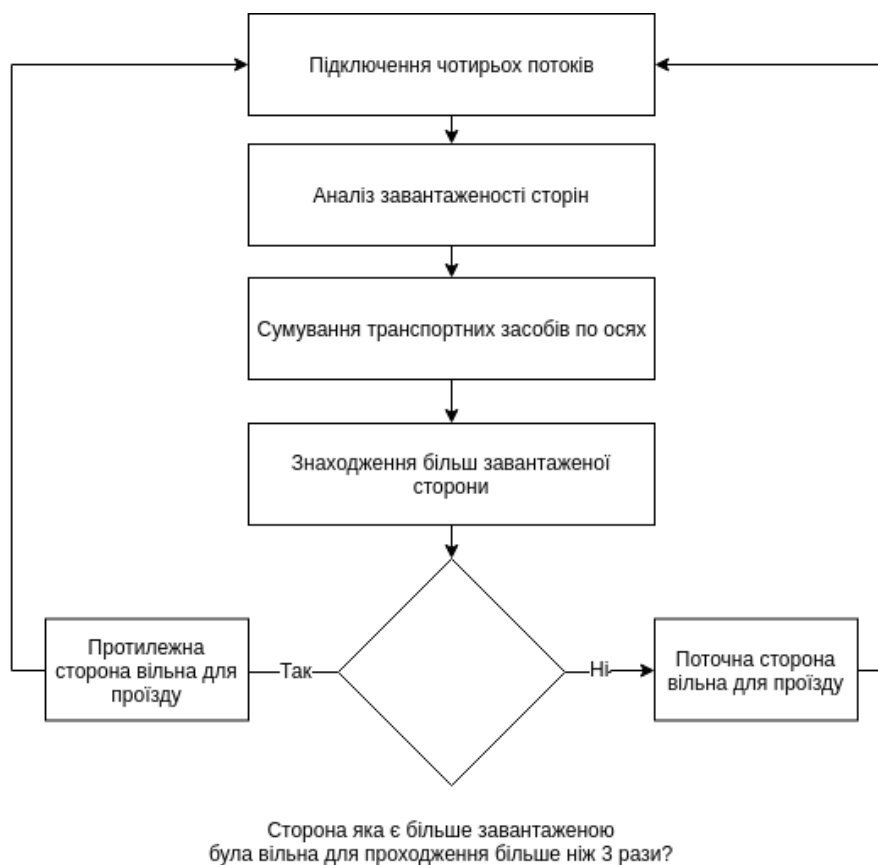 Підключення чотирьох потоків
Аналіз завантаженості сторін
Сумування транспортних засобів по осях
Знаходження більш завантаженої
сторони
Протилежна
сторона вільна для
проїзду
Так
Ні
Поточна сторона
вільна для проїзду
Сторона яка є більше завантаженою
була вільна для проходження більше ніж 3 рази?